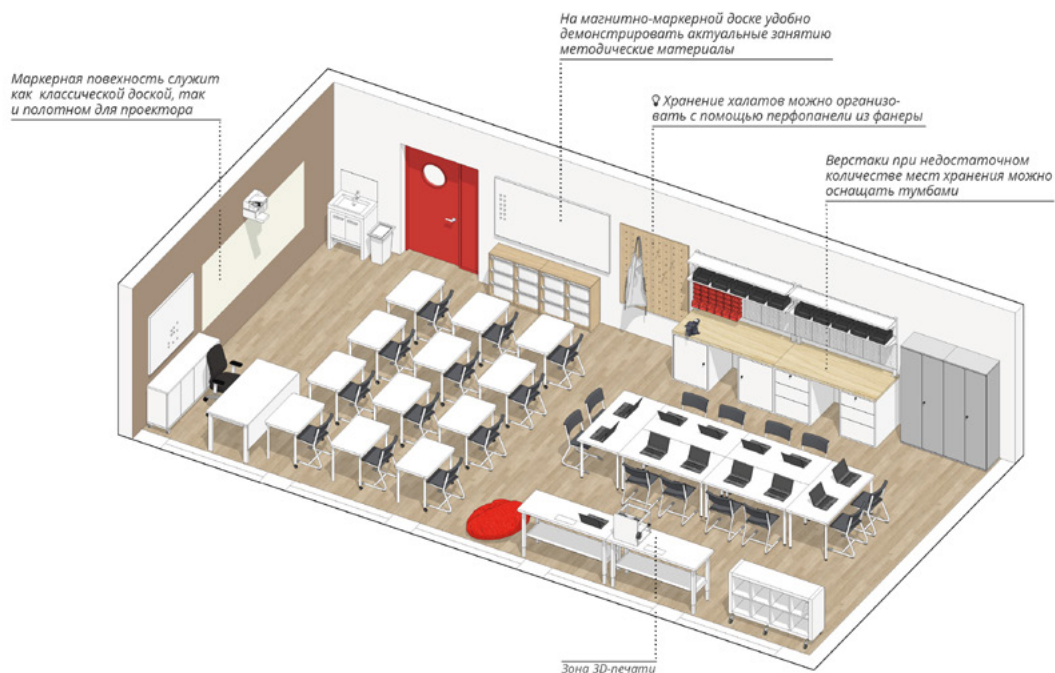 На магнитно-маркерной доске удобно
демонстрировать актуальные занятию
методические материалы
Маркерная повехность служит
как классической доской, так
и полотном для проектора
Хранение халатов можно организо-
вать с помощью перфопанели из фанеры
Верстаки при недостаточном
количестве мест хранения можно
оснащать тумбами
Зона 3D-печати